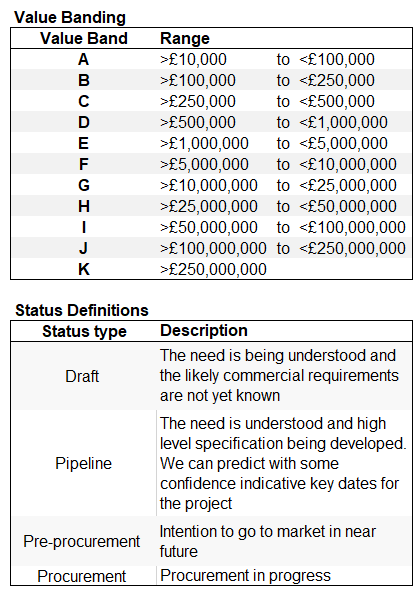 Value Banding
Value Band Range
A >£10,000 to <£100,000
B >£100,000 to <£250,000
C >£250,000 to <£500,000
D >£500,000 to <£1,000,000
E >£1,000,000 to <£5,000,000
F >£5,000,000 to <£10,000,000
G >£10,000,000 to <£25,000,000
H >£25,000,000 to <£50,000,000
I >£50,000,000 to <£100,000,000
J >£100,000,000 to <£250,000,000
K >£250,000,000
Status Definitions
Status type Description
Draft
The need is being understood and
the likely commercial requirements
are not yet known
Pipeline
The need is understood and high
level specification being developed.
We can predict with some
confidence indicative key dates for
the project
Pre-procurement
Intention to go to market in near
future
Procurement Procurement in progress